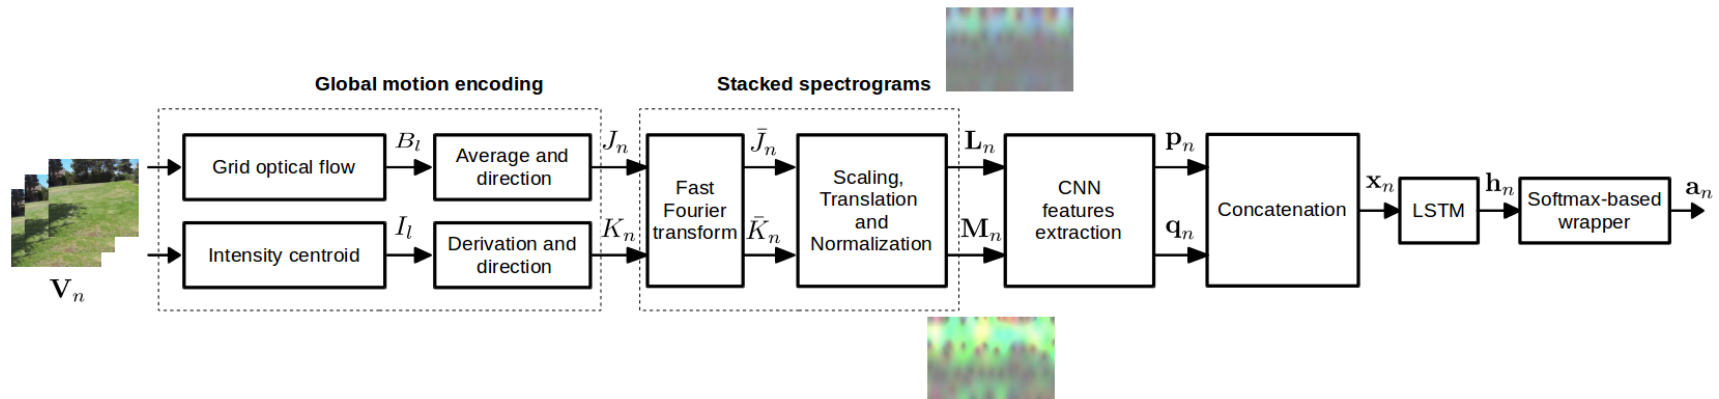 Global motion encoding
Stacked spectrograms
V_n
Grid optical flow
B_l
Average and
direction
J_n
Intensity centroid
I_l
Derivation and
direction
K_n
Fast
Fourier
transform
J̄_n
K̄_n
Scaling,
Translation
and
Normalization
L_n
M_n
CNN
features
extraction
p_n
q_n
Concatenation
x_n
LSTM
h_n
Softmax-based
wrapper
a_n